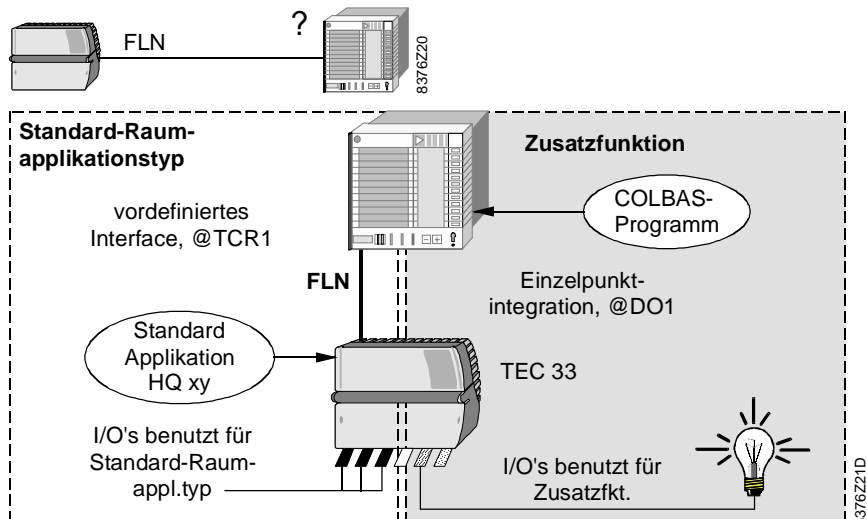 FLN
?
8376Z20
Standard-Raum-
applikationstyp
Zusatzfunktion
vordefiniertes
Interface, @TCR1
COLBAS-
Programm
FLN
Einzelpunkt-
integration, @DO1
Standard
Applikation
HQ xy
TEC 33
I/O's benutzt für
Standard-Raum-
appl.typ
I/O's benutzt für
Zusatzfkt.
8376Z21D